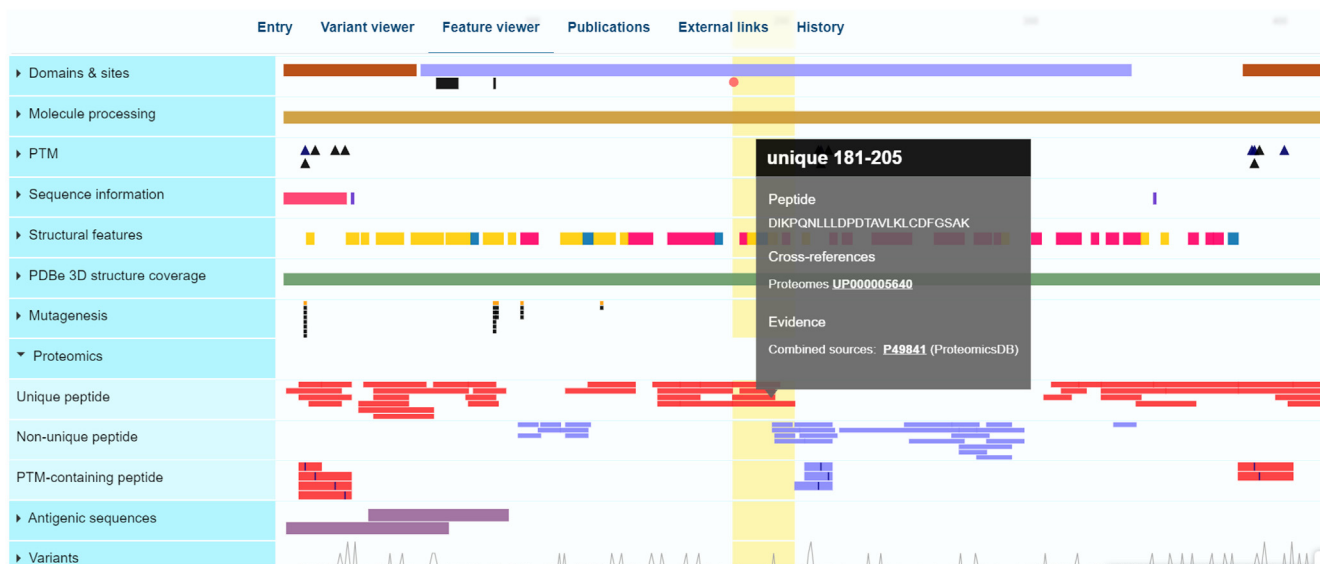 Entry Variant viewer Feature viewer Publications External links History
Domains & sites
Molecule processing
PTM
unique 181-205
Sequence information
Peptide
DIKPQNLLLDPDTAVLKLCDFGSAK
Structural features
Cross-references
PDBe 3D structure coverage
Proteomes UP000005640
Mutagenesis
Evidence
Combined sources: P49841 (ProteomicsDB)
Proteomics
Unique peptide
Non-unique peptide
PTM-containing peptide
Antigenic sequences
Variants